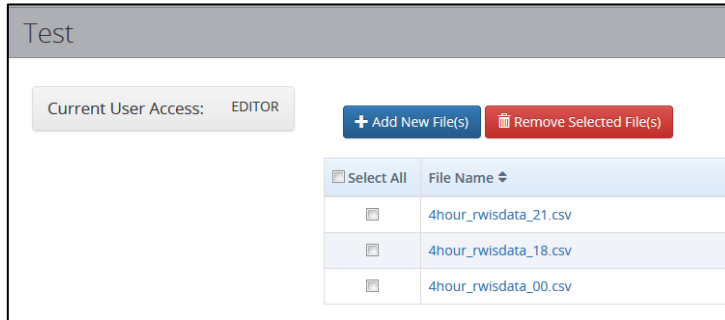 Test
Current User Access: EDITOR
Add New File(s) Remove Selected File(s)
Select All File Name
4hour_rwisdata_21.csv
4hour_rwisdata_18.csv
4hour_rwisdata_00.csv